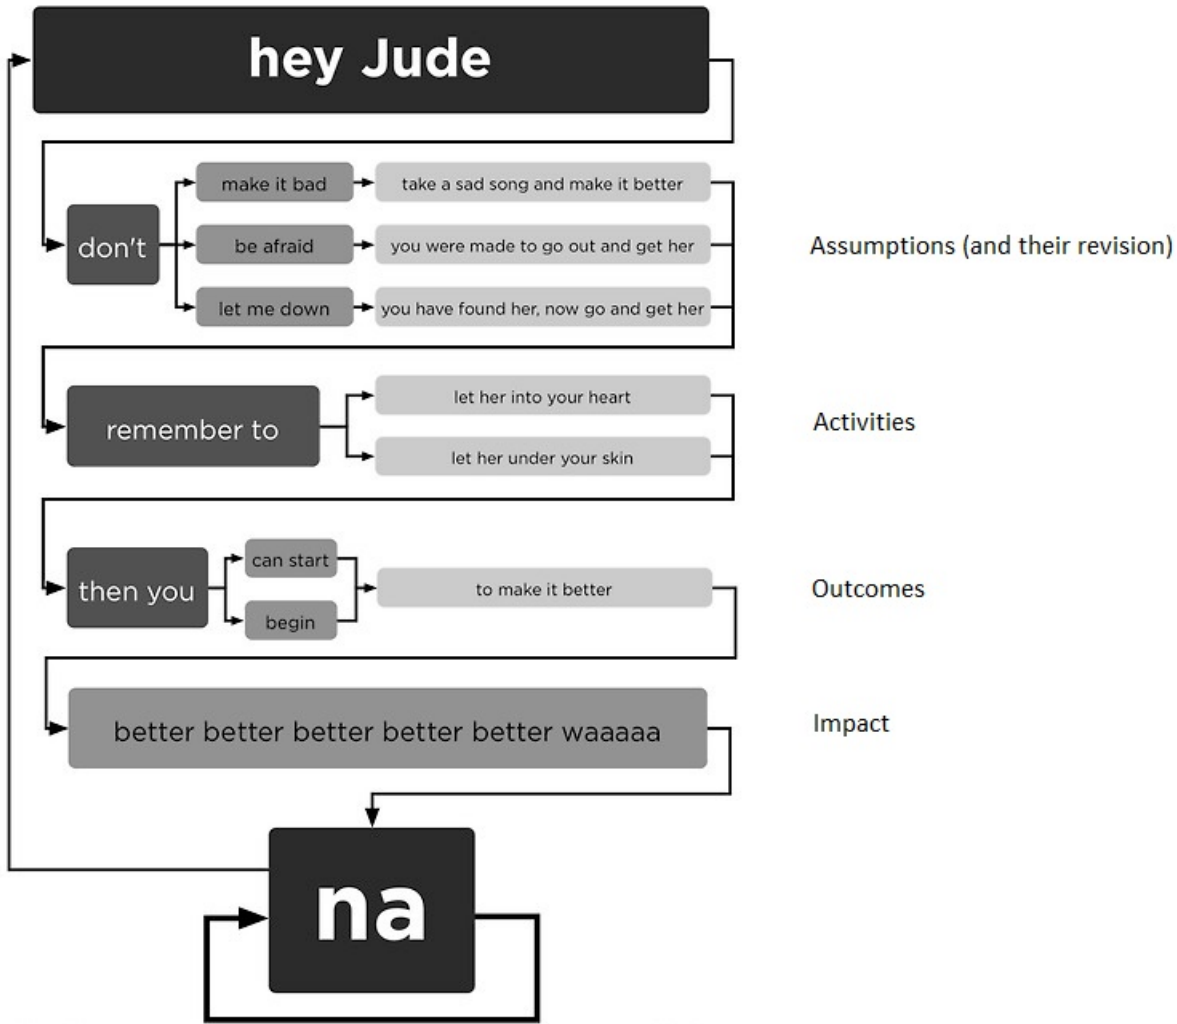 hey Jude
don't
make it bad
take a sad song and make it better
be afraid
you were made to go out and get her
let me down
you have found her, now go and get her
Assumptions (and their revision)
remember to
let her into your heart
let her under your skin
Activities
then you
can start
begin
to make it better
Outcomes
better better better better better waaaaa
Impact
na